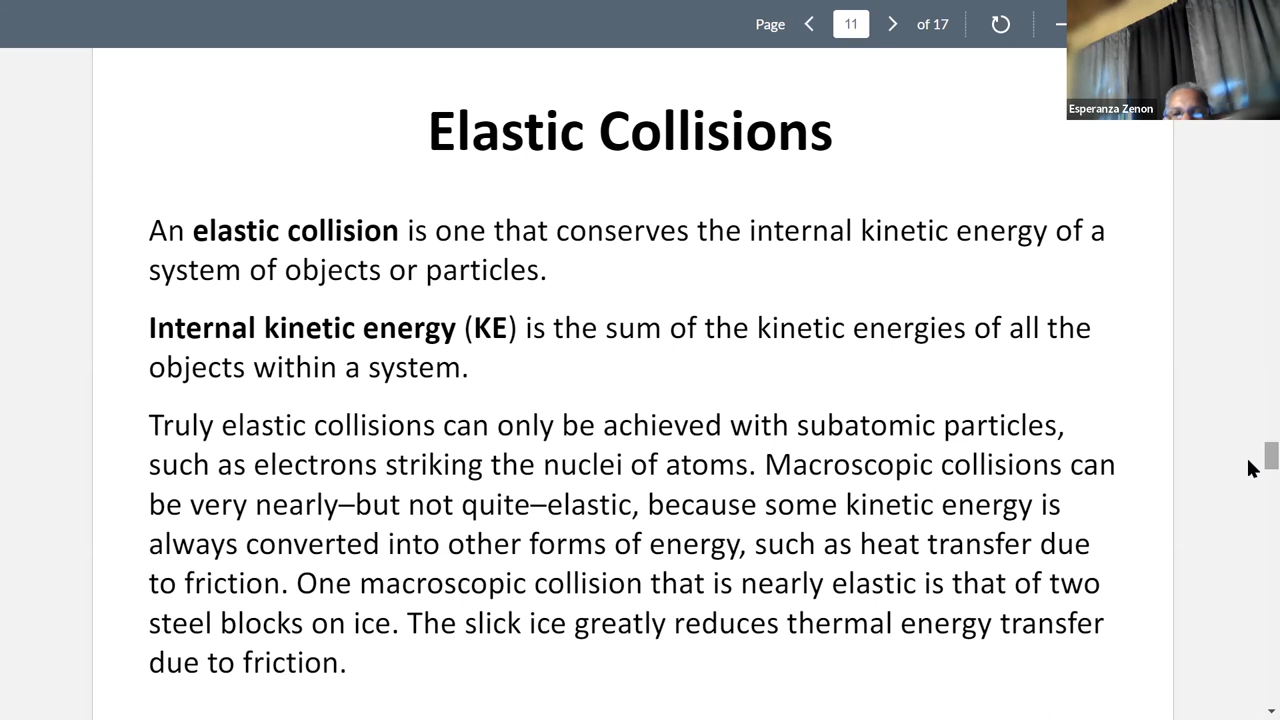 Page 11 of 17
Esperanza Zenon
Elastic Collisions
An elastic collision is one that conserves the internal kinetic energy of a
system of objects or particles.
Internal kinetic energy (KE) is the sum of the kinetic energies of all the
objects within a system.
Truly elastic collisions can only be achieved with subatomic particles,
such as electrons striking the nuclei of atoms. Macroscopic collisions can
be very nearly–but not quite–elastic, because some kinetic energy is
always converted into other forms of energy, such as heat transfer due
to friction. One macroscopic collision that is nearly elastic is that of two
steel blocks on ice. The slick ice greatly reduces thermal energy transfer
due to friction.